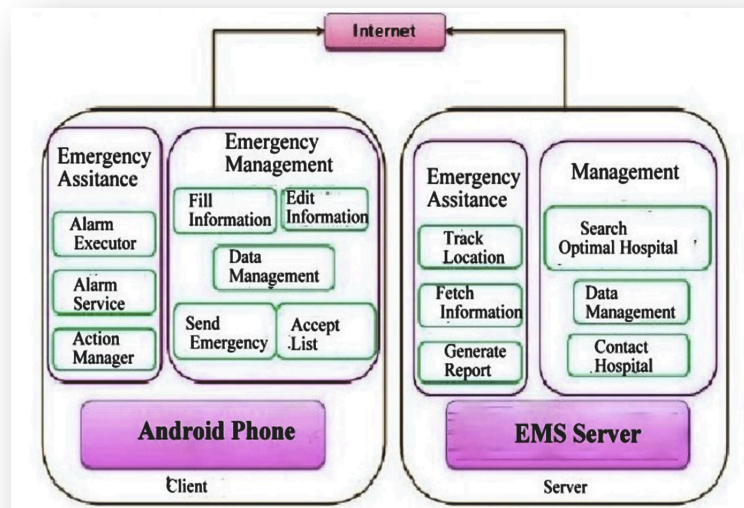 Internet
Emergency
Assitance
Alarm
Executor
Alarm
Service
Action
Manager
Emergency
Management
Fill
Information
Edit
Information
Data
Management
Send
Emergency
Accept
List
Android Phone
Client
Emergency
Assitance
Track
Location
Fetch
Information
Generate
Report
Management
Search
Optimal Hospital
Data
Management
Contact
Hospital
EMS Server
Server